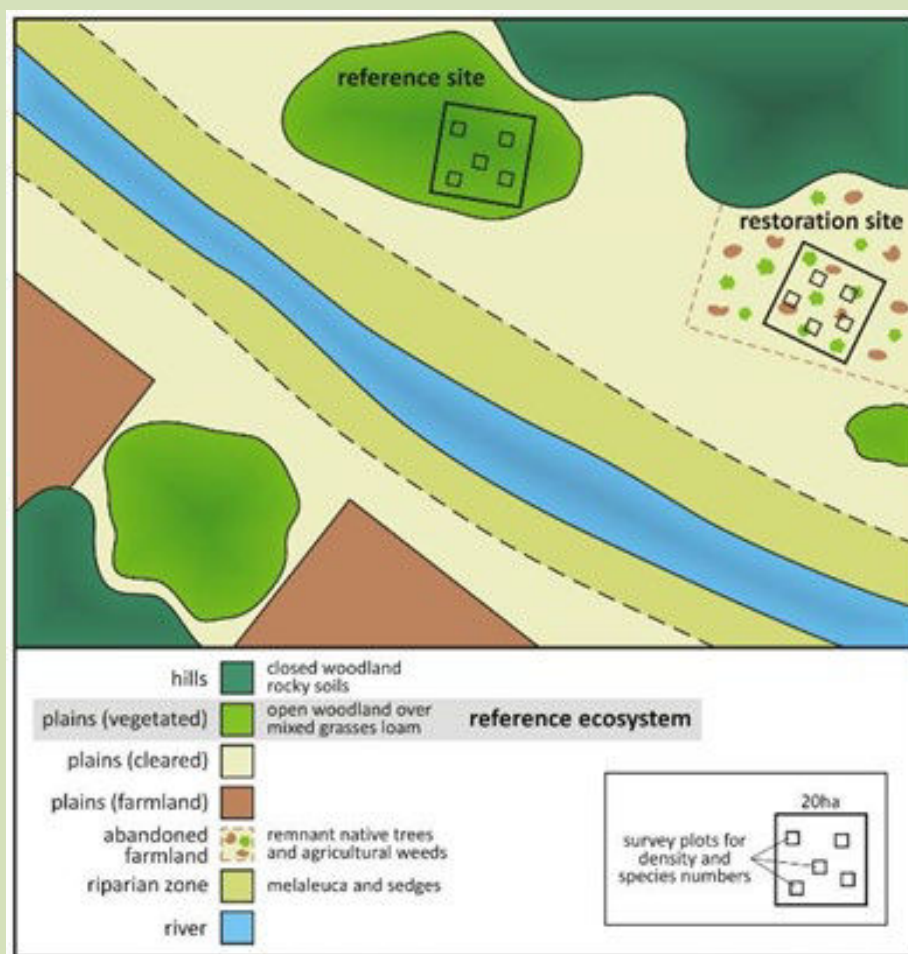 reference site
restoration site
hills
closed woodland
rocky soils
plains (vegetated)
open woodland over
mixed grasses loam
reference ecosystem
plains (cleared)
plains (farmland)
abandoned
farmland
remnant native trees
and agricultural weeds
riparian zone
melaleuca and sedges
river
20ha
survey plots for
density and
species numbers